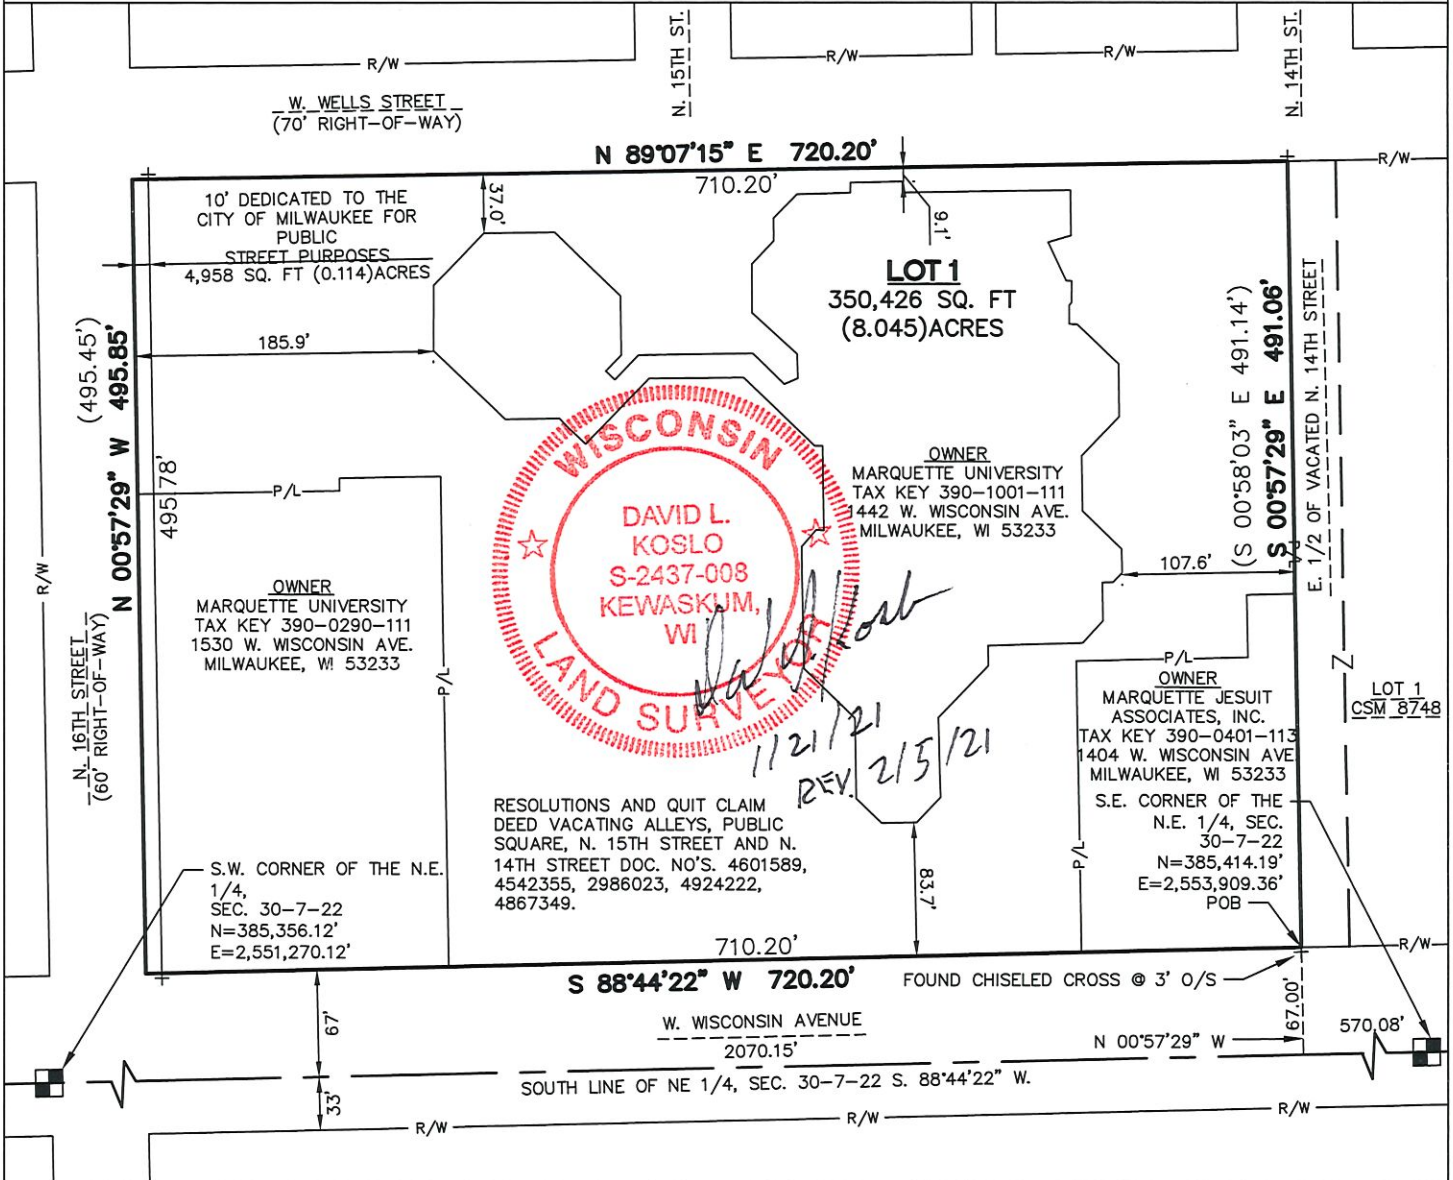 R/W
R/W
R/W
N. 15TH ST.
N. 14TH ST.
W. WELLS STREET
(70' RIGHT-OF-WAY)
N 89°07'15" E 720.20'
710.20'
R/W
10' DEDICATED TO THE
CITY OF MILWAUKEE FOR
PUBLIC
STREET PURPOSES
4,958 SQ. FT (0.114)ACRES
37.0'
9.1'
LOT 1
350,426 SQ. FT
(8.045)ACRES
185.9'
(495.45')
N 00°57'29" W 495.85'
495.78'
R/W
(S 00°58'03" E 491.14')
S 00°57'29" E 491.06'
P/L
E. 1/2 OF VACATED N. 14TH STREET
P/L
OWNER
MARQUETTE UNIVERSITY
TAX KEY 390-1001-111
1442 W. WISCONSIN AVE.
MILWAUKEE, WI 53233
WISCONSIN
DAVID L.
KOSLO
S-2437-008
KEWASKUM,
WI
LAND SURVEYOR
1/21/21
REV. 2/5/21
107.6'
OWNER
MARQUETTE UNIVERSITY
TAX KEY 390-0290-111
1530 W. WISCONSIN AVE.
MILWAUKEE, WI 53233
P/L
N. 16TH STREET
(60' RIGHT-OF-WAY)
P/L
OWNER
MARQUETTE JESUIT
ASSOCIATES, INC.
TAX KEY 390-0401-113
1404 W. WISCONSIN AVE
MILWAUKEE, WI 53233
Z
LOT 1
CSM 8748
P/L
S.E. CORNER OF THE
N.E. 1/4, SEC.
30-7-22
N=385,414.19'
E=2,553,909.36'
POB
RESOLUTIONS AND QUIT CLAIM
DEED VACATING ALLEYS, PUBLIC
SQUARE, N. 15TH STREET AND N.
14TH STREET DOC. NO'S. 4601589,
4542355, 2986023, 4924222,
4867349.
83.7'
S.W. CORNER OF THE N.E.
1/4,
SEC. 30-7-22
N=385,356.12'
E=2,551,270.12'
710.20'
S 88°44'22" W 720.20'
FOUND CHISELED CROSS @ 3' O/S
R/W
67'
W. WISCONSIN AVENUE
2070.15'
N 00°57'29" W
67.00'
570.08'
33'
SOUTH LINE OF NE 1/4, SEC. 30-7-22 S. 88°44'22" W.
R/W
R/W
R/W